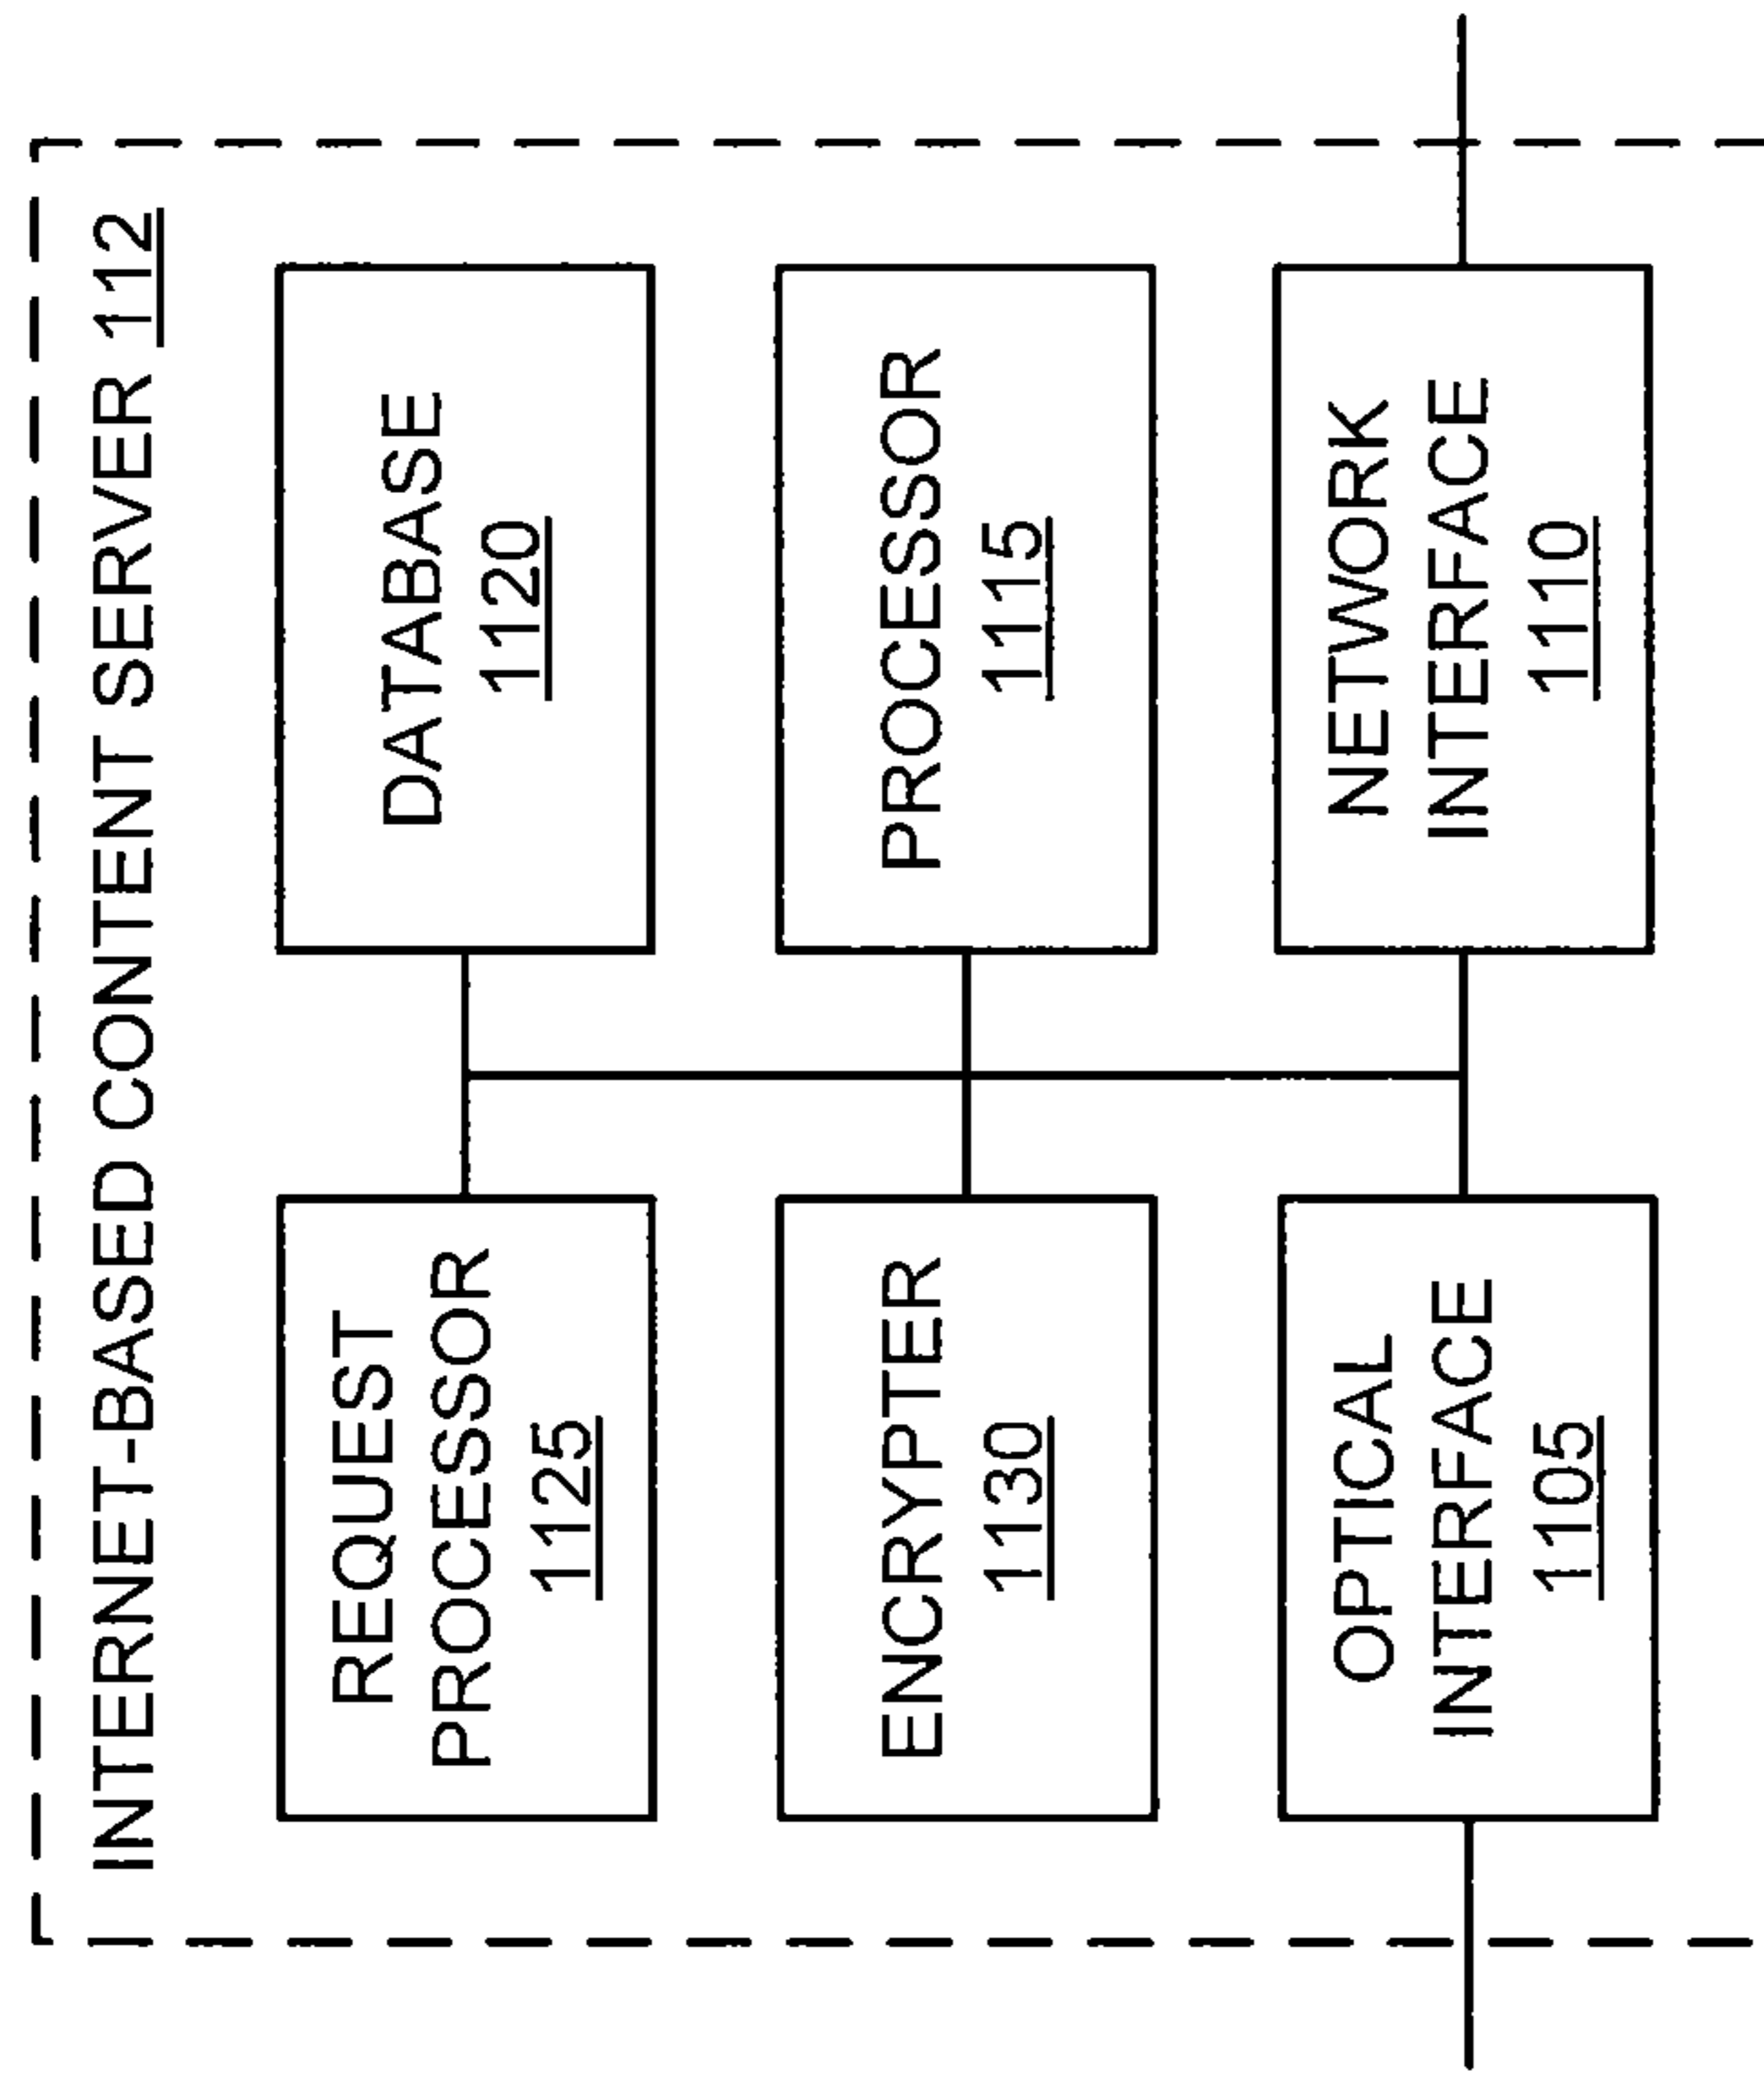 INTERNET-BASED CONTENT SERVER 112
REQUEST
PROCESSOR
1125
DATABASE
1120
ENCRYPTER
1130
PROCESSOR
1115
OPTICAL
INTERFACE
1105
NETWORK
INTERFACE
1110